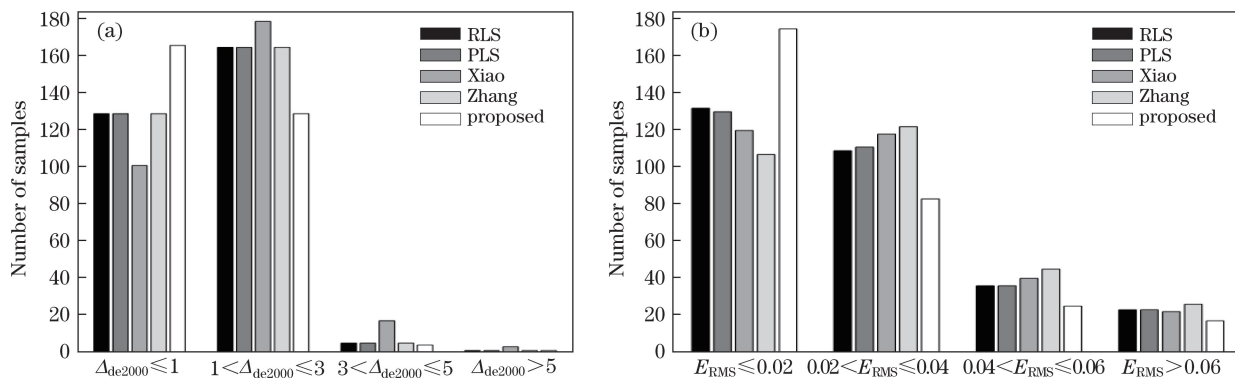 (a)
Number of samples
180
160
140
120
100
80
60
40
20
0
RLS
PLS
Xiao
Zhang
proposed
Δde2000≤1
1<Δde2000≤3
3<Δde2000≤5
Δde2000>5
(b)
Number of samples
180
160
140
120
100
80
60
40
20
0
RLS
PLS
Xiao
Zhang
proposed
ERMS≤0.02
0.02<ERMS≤0.04
0.04<ERMS≤0.06
ERMS>0.06